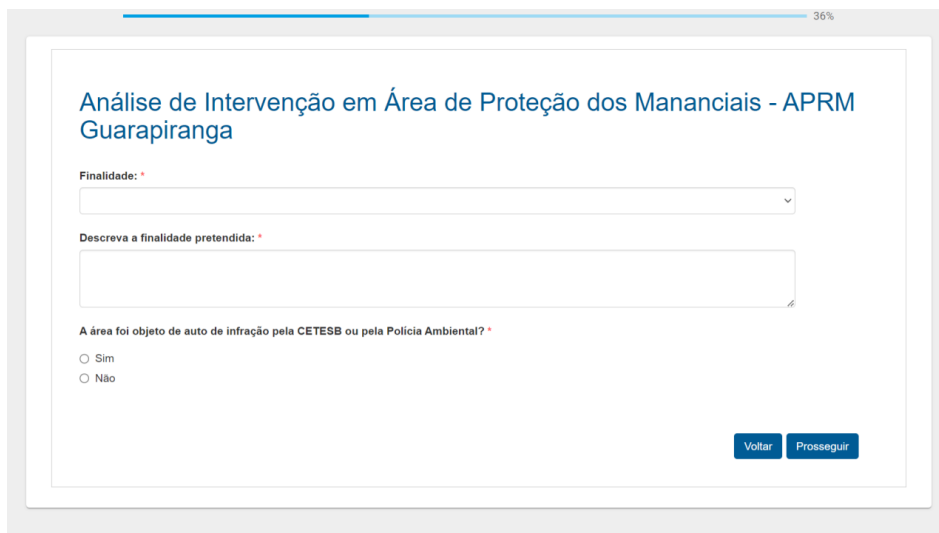 36%
Análise de Intervenção em Área de Proteção dos Mananciais - APRM
Guarapiranga
Finalidade: *
Descreva a finalidade pretendida: *
A área foi objeto de auto de infração pela CETESB ou pela Polícia Ambiental? *
Sim
Não
Voltar
Prosseguir